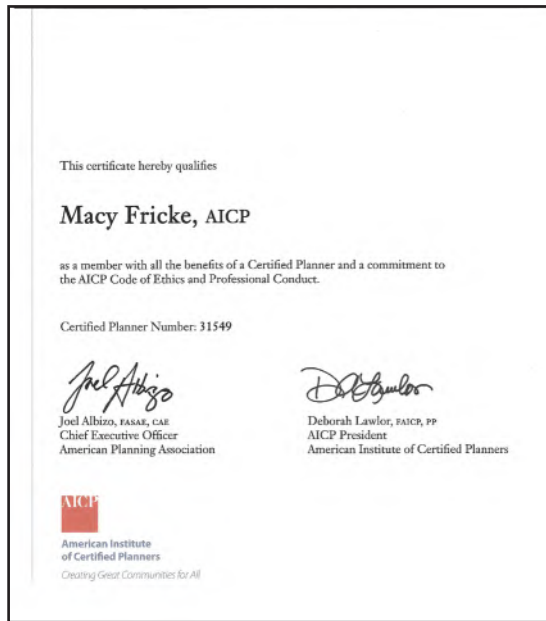 This certificate hereby qualifies
Macy Fricke, AICP
as a member with all the benefits of a Certified Planner and a commitment to
the AICP Code of Ethics and Professional Conduct.
Certified Planner Number: 31549
Joel Albizo
Joel Albizo, FASAE, CAE
Chief Executive Officer
American Planning Association
D Lawlor
Deborah Lawlor, FAICP, PP
AICP President
American Institute of Certified Planners
AICP
American Institute
of Certified Planners
Creating Great Communities for All